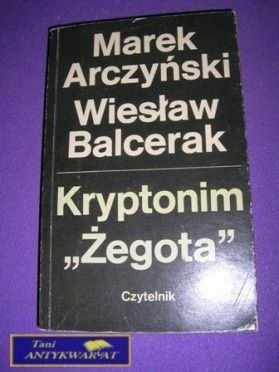 Marek
Arczyński
Wiesław
Balcerak
Kryptonim
„Żegota”
Czytelnik
Tani
ANTYKWARIAT